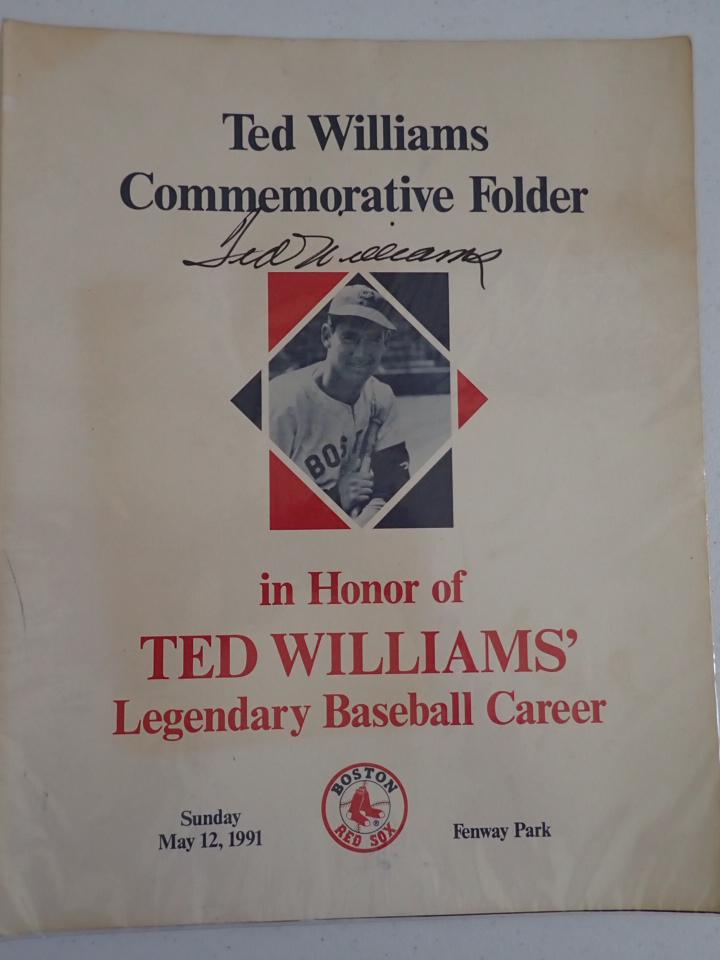 Ted Williams
Commemorative Folder
Ted Williams
BOS
in Honor of
TED WILLIAMS’
Legendary Baseball Career
BOSTON
RED SOX
®
Sunday
May 12, 1991
Fenway Park